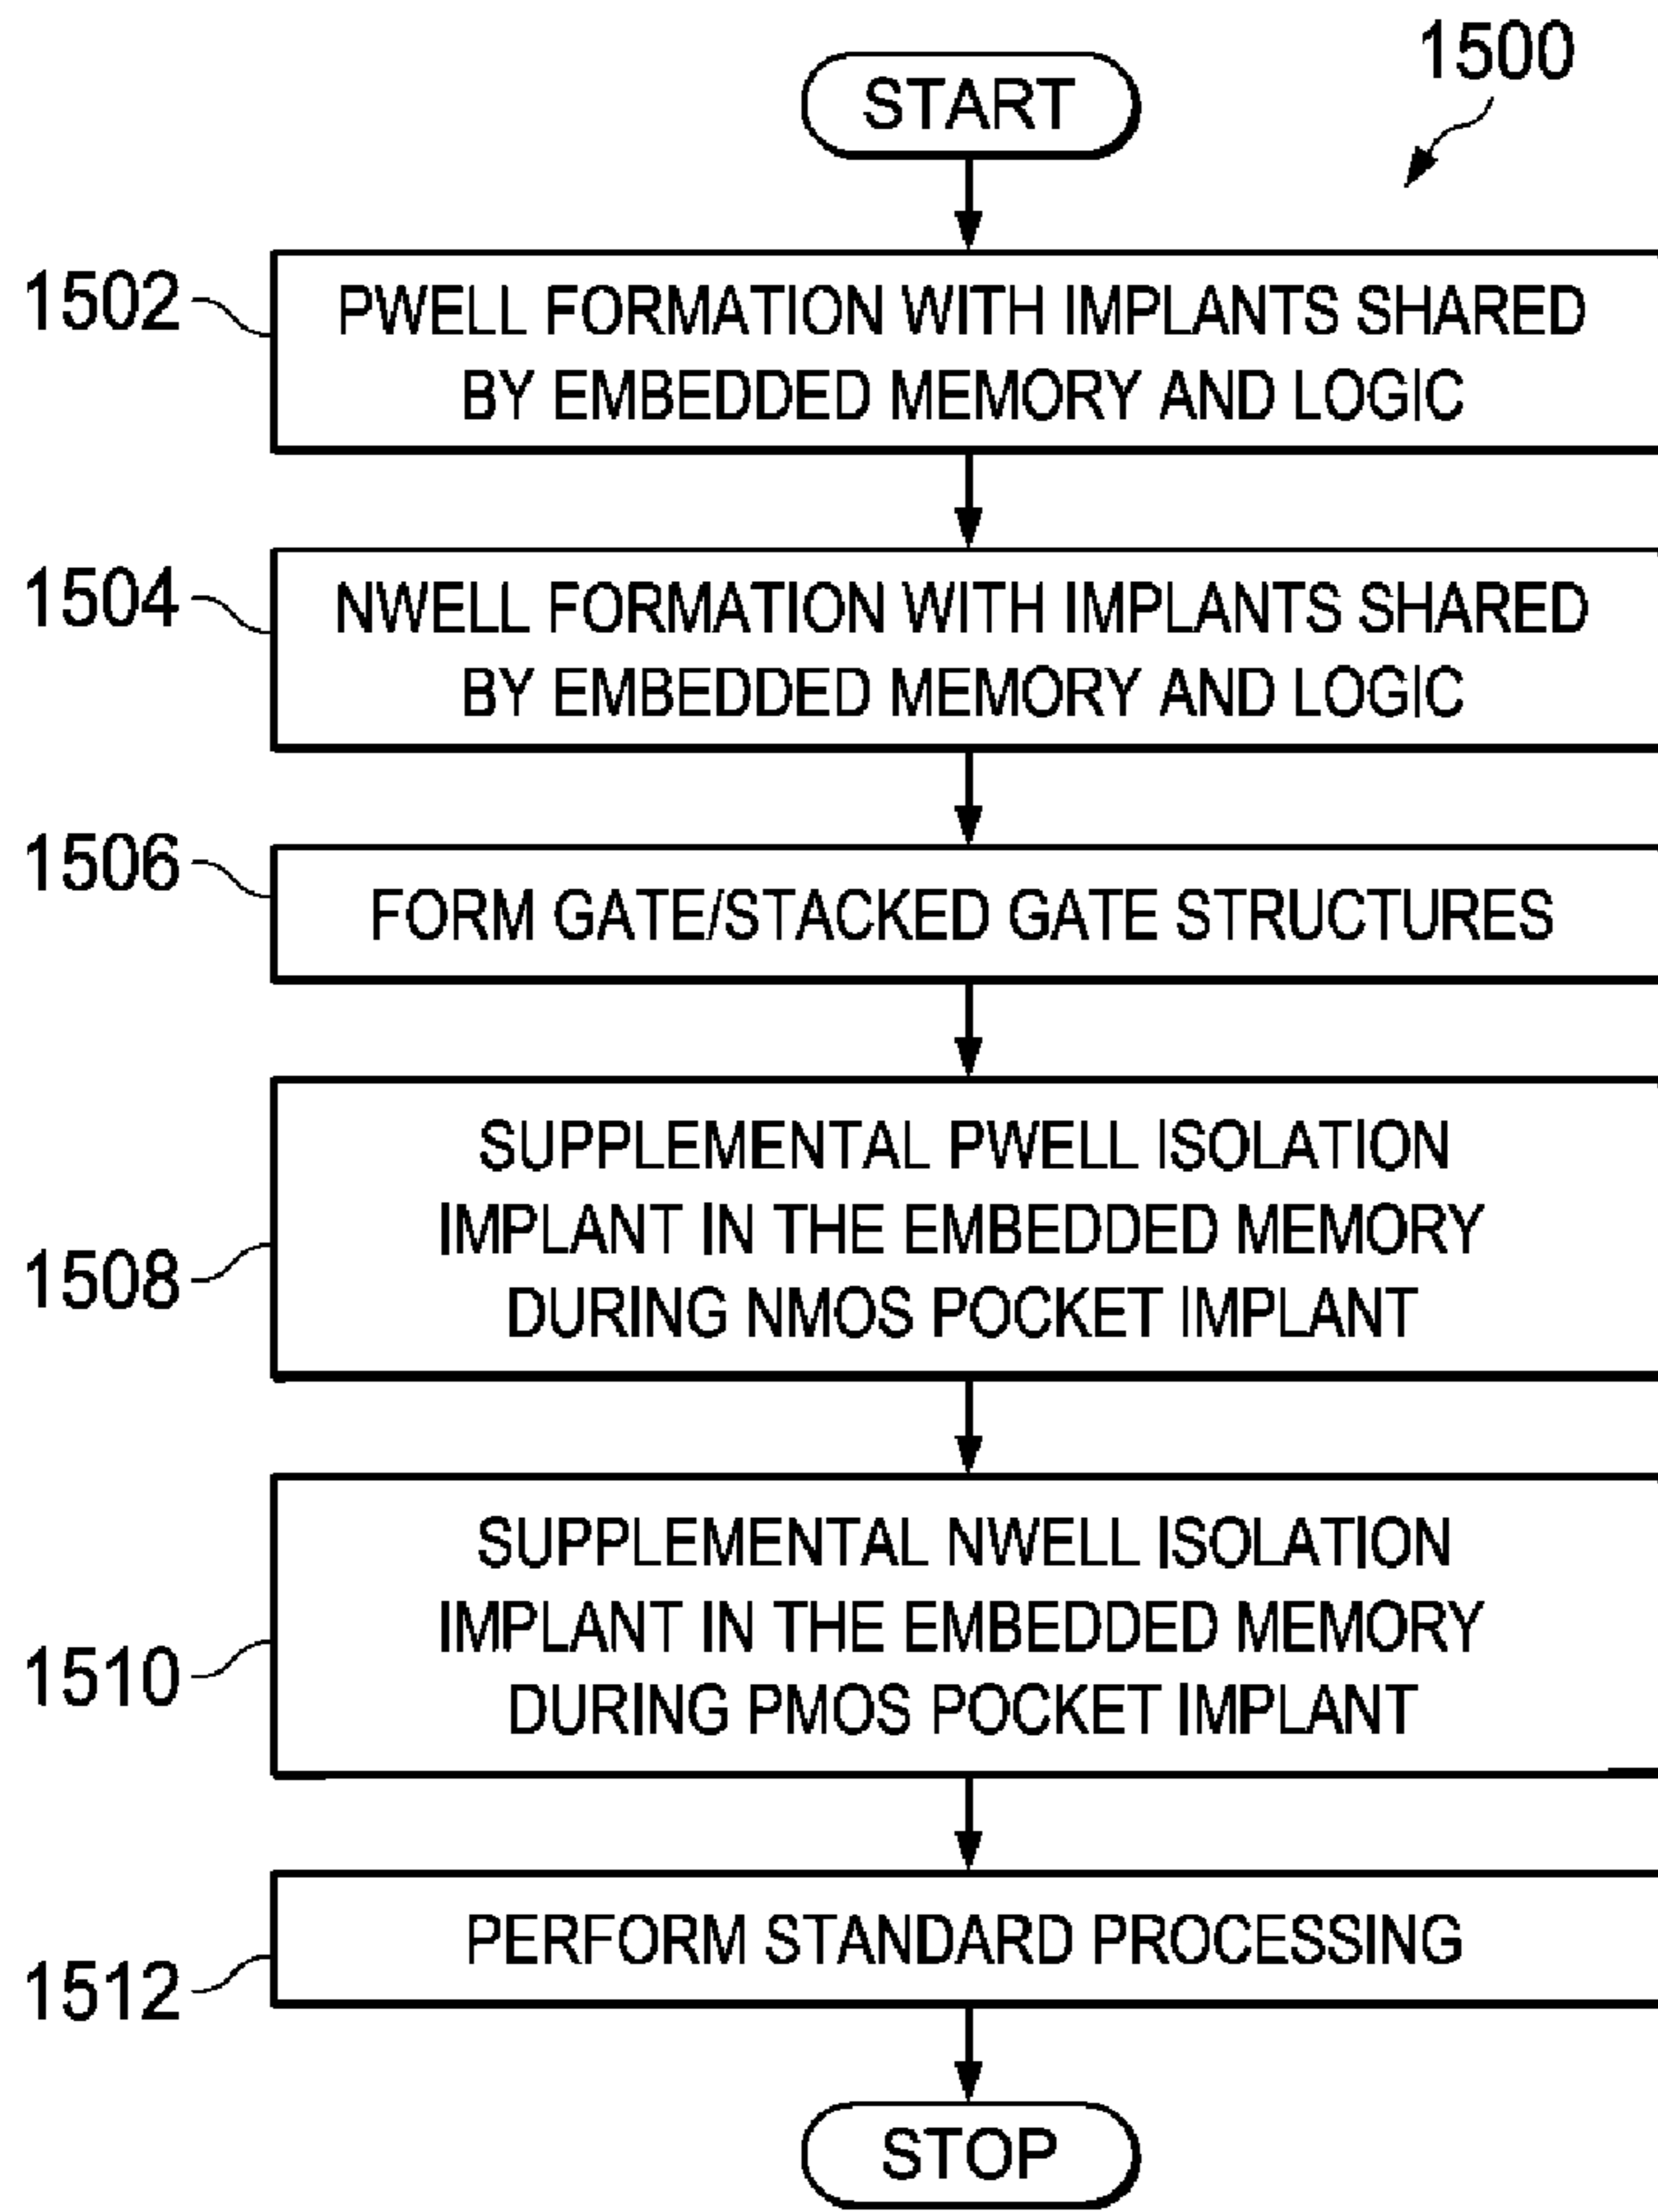 1500
START
1502
PWELL FORMATION WITH IMPLANTS SHARED
BY EMBEDDED MEMORY AND LOGIC
1504
NWELL FORMATION WITH IMPLANTS SHARED
BY EMBEDDED MEMORY AND LOGIC
1506
FORM GATE/STACKED GATE STRUCTURES
1508
SUPPLEMENTAL PWELL ISOLATION
IMPLANT IN THE EMBEDDED MEMORY
DURING NMOS POCKET IMPLANT
1510
SUPPLEMENTAL NWELL ISOLATION
IMPLANT IN THE EMBEDDED MEMORY
DURING PMOS POCKET IMPLANT
1512
PERFORM STANDARD PROCESSING
STOP